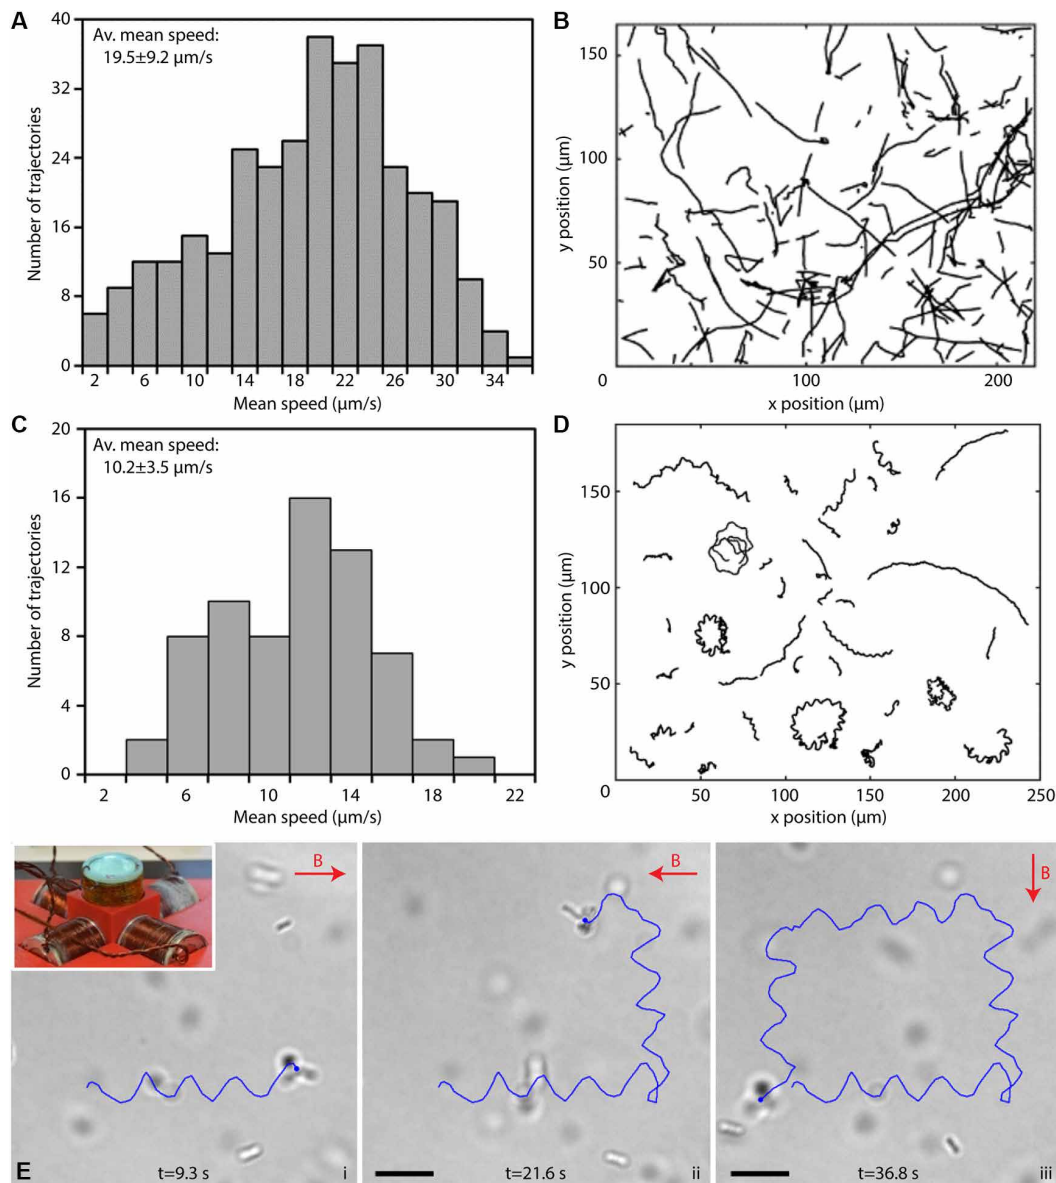 A
Av. mean speed:
19.5±9.2 µm/s
Number of trajectories
40
32
24
16
8
0
2 6 10 14 18 22 26 30 34
Mean speed (µm/s)
B
y position (µm)
150
100
50
0
100 200
x position (µm)
C
Av. mean speed:
10.2±3.5 µm/s
Number of trajectories
20
16
12
8
4
0
2 6 10 14 18 22
Mean speed (µm/s)
D
y position (µm)
150
100
50
0
50 100 150 200 250
x position (µm)
B
B
B
E
t=9.3 s
i
t=21.6 s
ii
t=36.8 s
iii